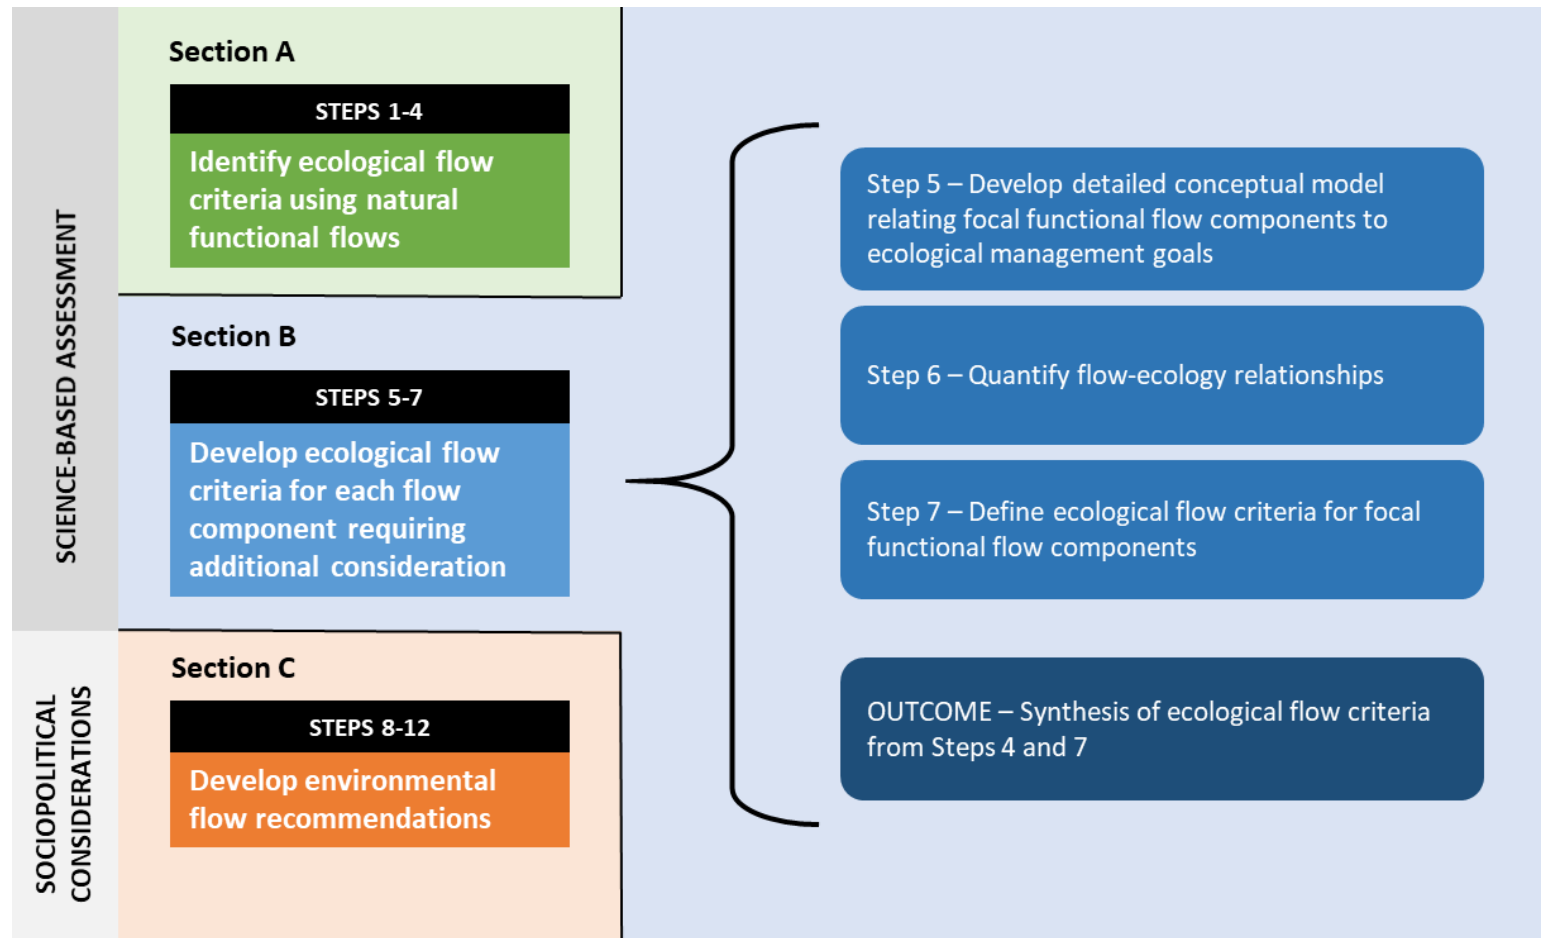 SCIENCE-BASED ASSESSMENT
Section A
STEPS 1-4
Identify ecological flow
criteria using natural
functional flows
Section B
STEPS 5-7
Develop ecological flow
criteria for each flow
component requiring
additional consideration
SOCIOPOLITICAL
CONSIDERATIONS
Section C
STEPS 8-12
Develop environmental
flow recommendations
Step 5 – Develop detailed conceptual model
relating focal functional flow components to
ecological management goals
Step 6 – Quantify flow-ecology relationships
Step 7 – Define ecological flow criteria for focal
functional flow components
OUTCOME – Synthesis of ecological flow criteria
from Steps 4 and 7